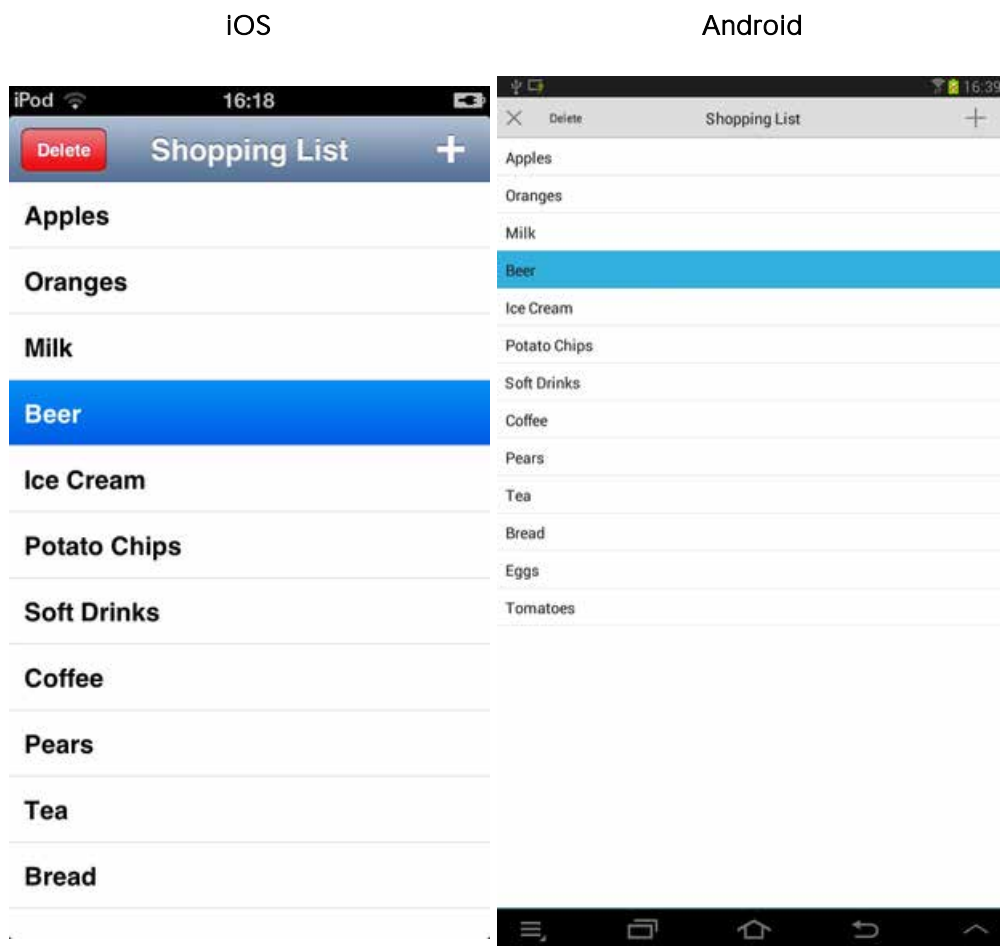 iOS
Android
iPod 16:18
Delete Shopping List
Apples
Oranges
Milk
Beer
Ice Cream
Potato Chips
Soft Drinks
Coffee
Pears
Tea
Bread
16:39
Delete Shopping List
Apples
Oranges
Milk
Beer
Ice Cream
Potato Chips
Soft Drinks
Coffee
Pears
Tea
Bread
Eggs
Tomatoes